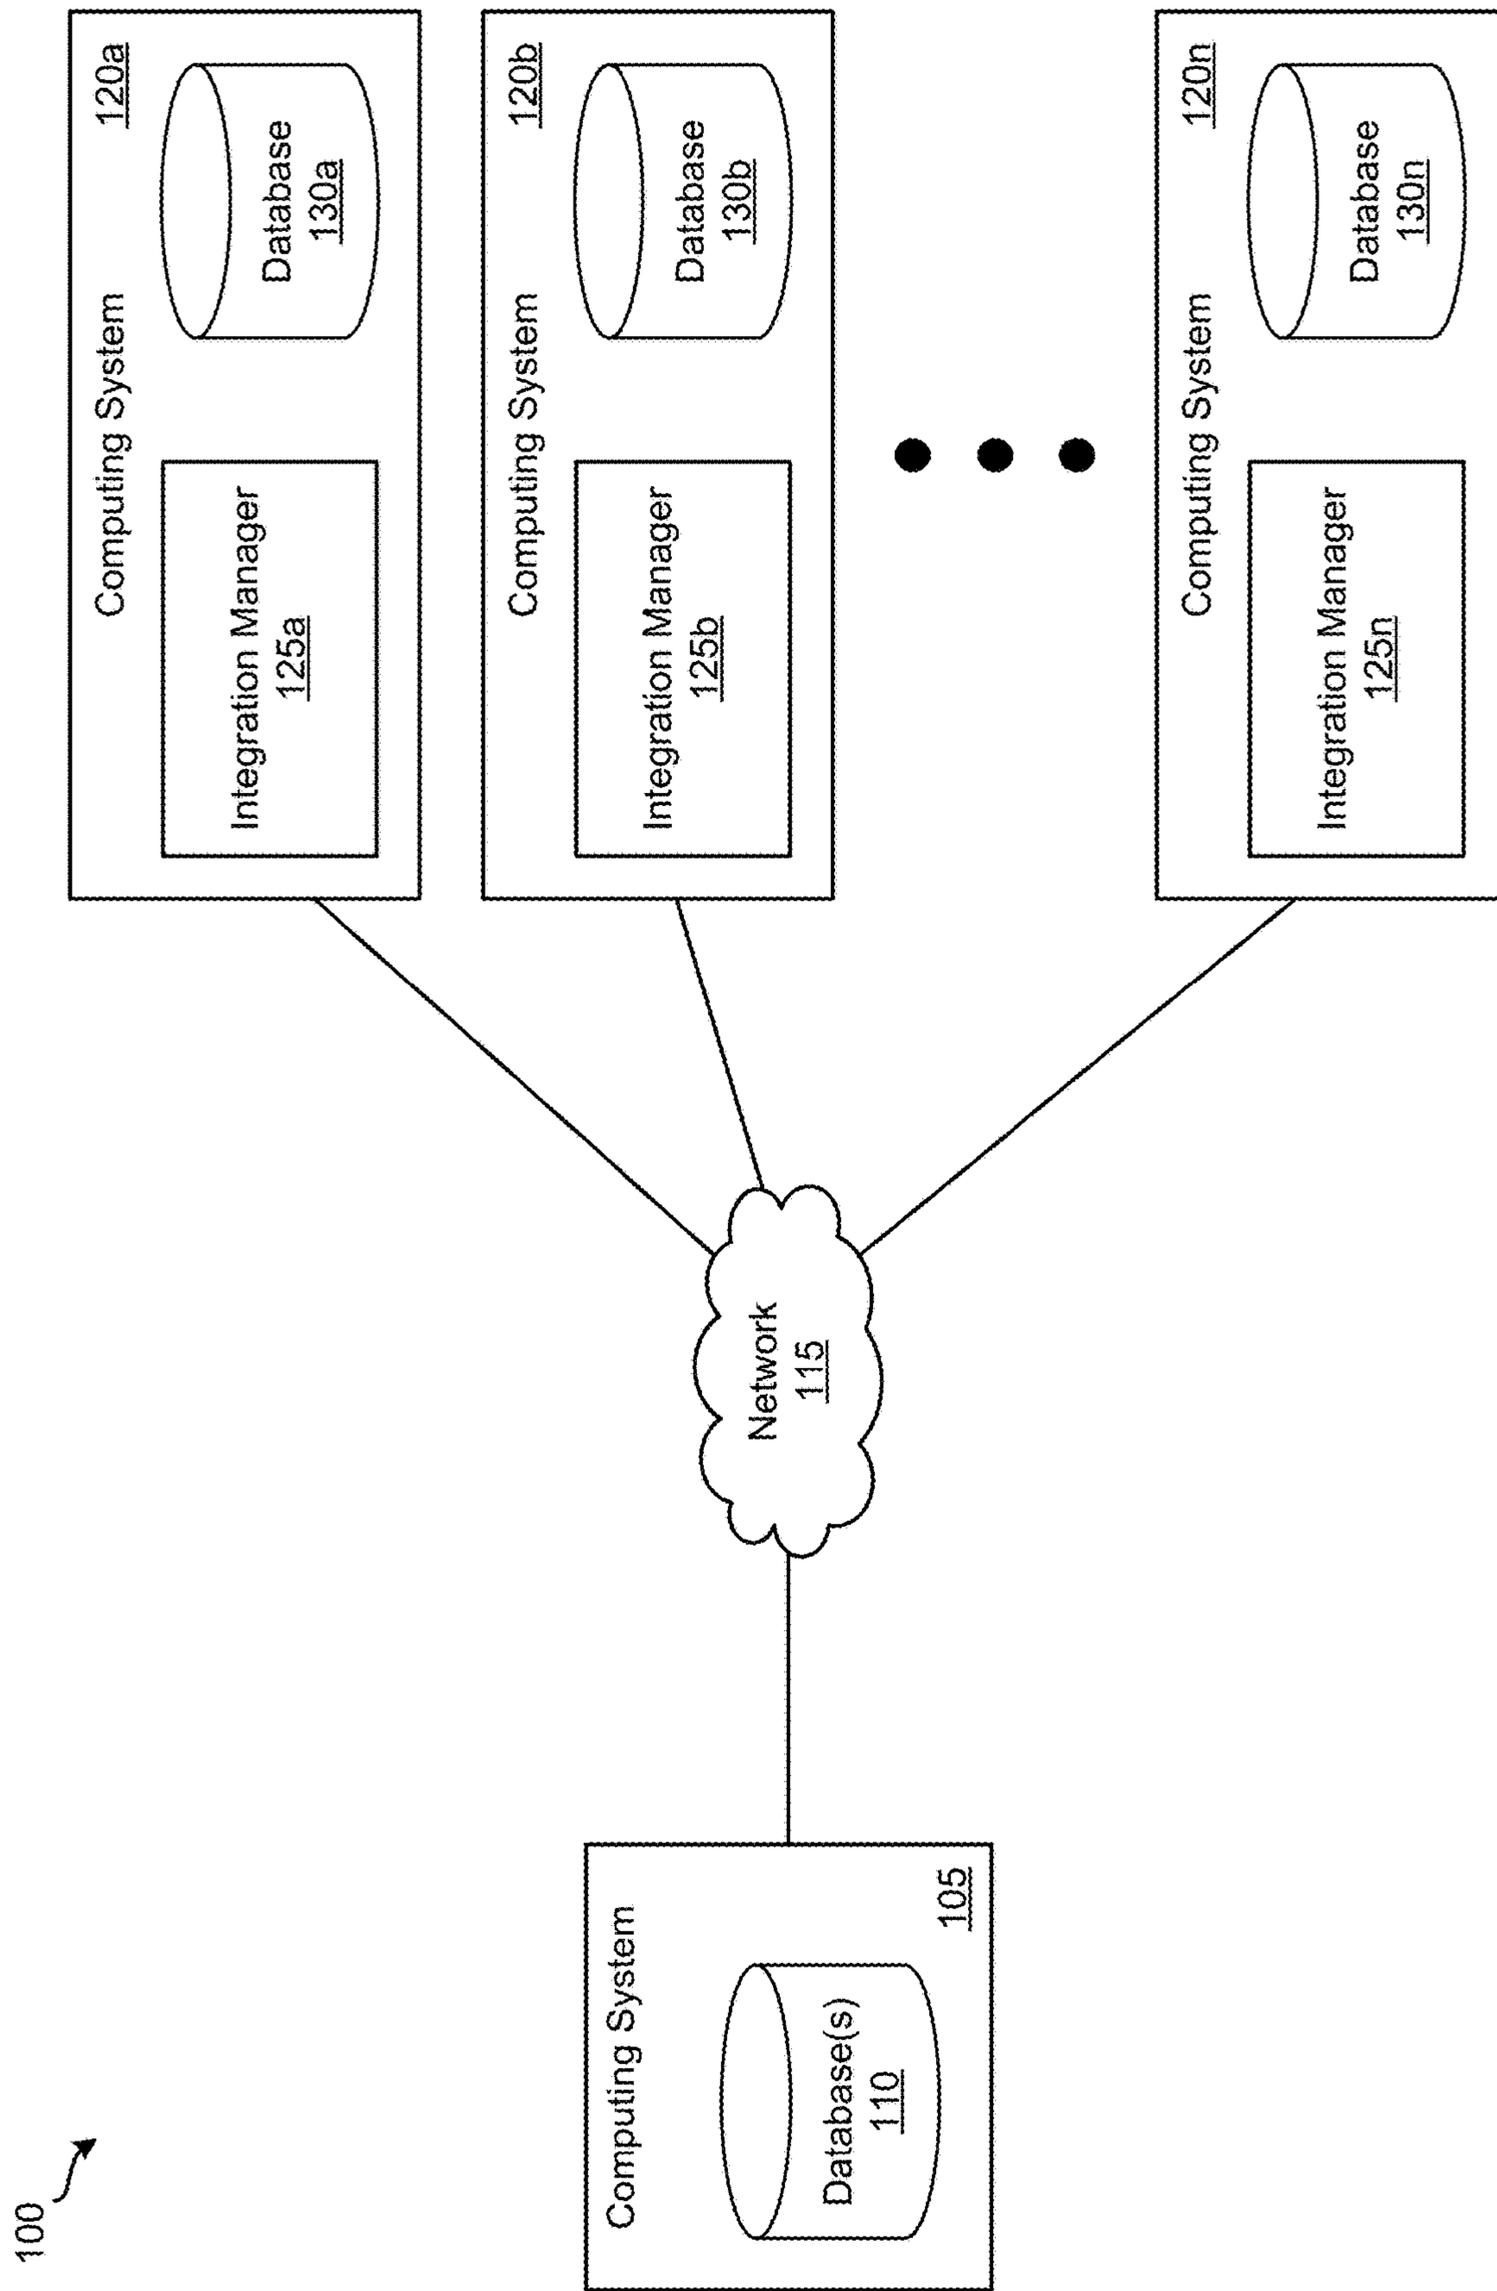 100
Computing System
Database(s)
110
105
Network
115
Computing System
120a
Integration Manager
125a
Database
130a
Computing System
120b
Integration Manager
125b
Database
130b
Computing System
120n
Integration Manager
125n
Database
130n